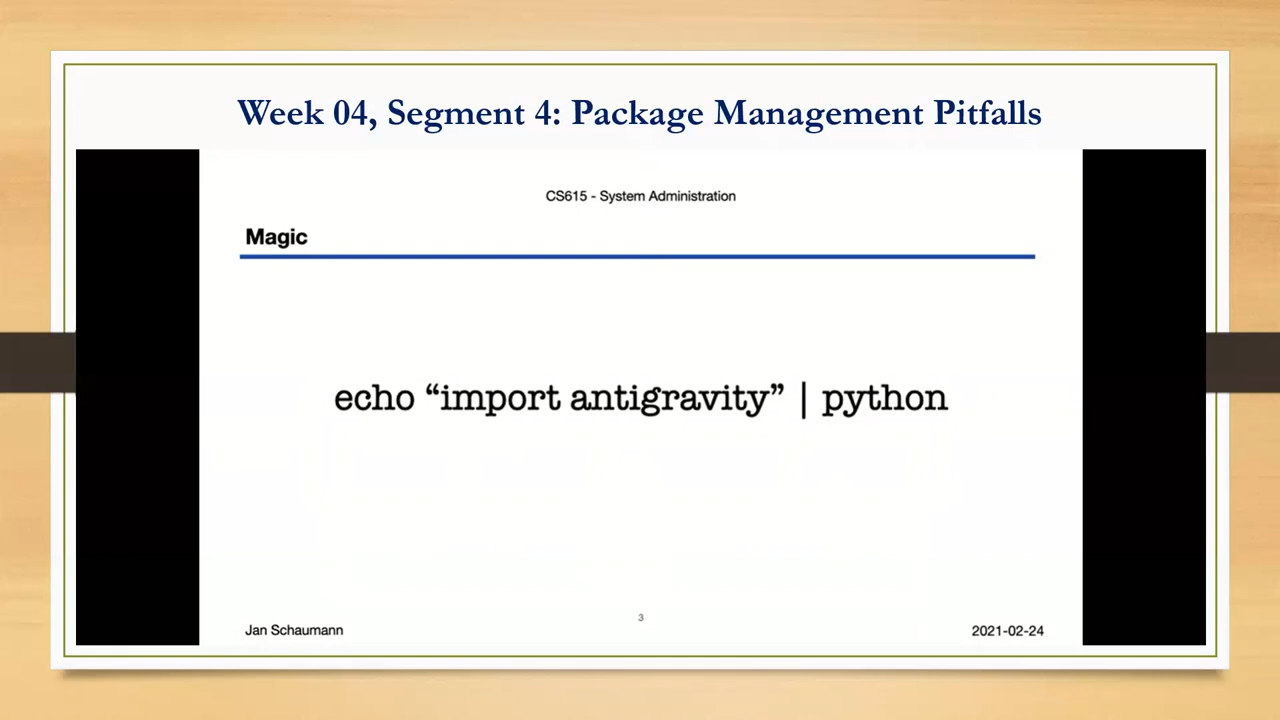 Week 04, Segment 4: Package Management Pitfalls
CS615 - System Administration
Magic
echo “import antigravity” | python
3
Jan Schaumann
2021-02-24